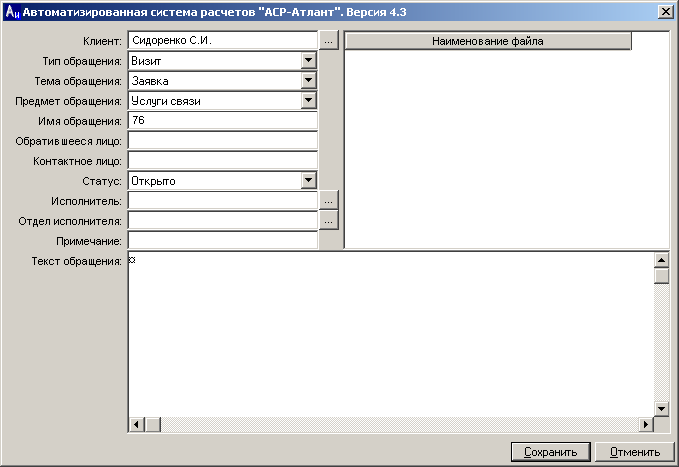 Автоматизированная система расчетов "АСР-Атлант". Версия 4.3
Клиент: Сидоренко С.И. ...
Наименование файла
Тип обращения: Визит
Тема обращения: Заявка
Предмет обращения: Услуги связи
Имя обращения: 76
Обратившееся лицо:
Контактное лицо:
Статус: Открыто
Исполнитель: ...
Отдел исполнителя: ...
Примечание:
Текст обращения: ¤
Сохранить Отменить